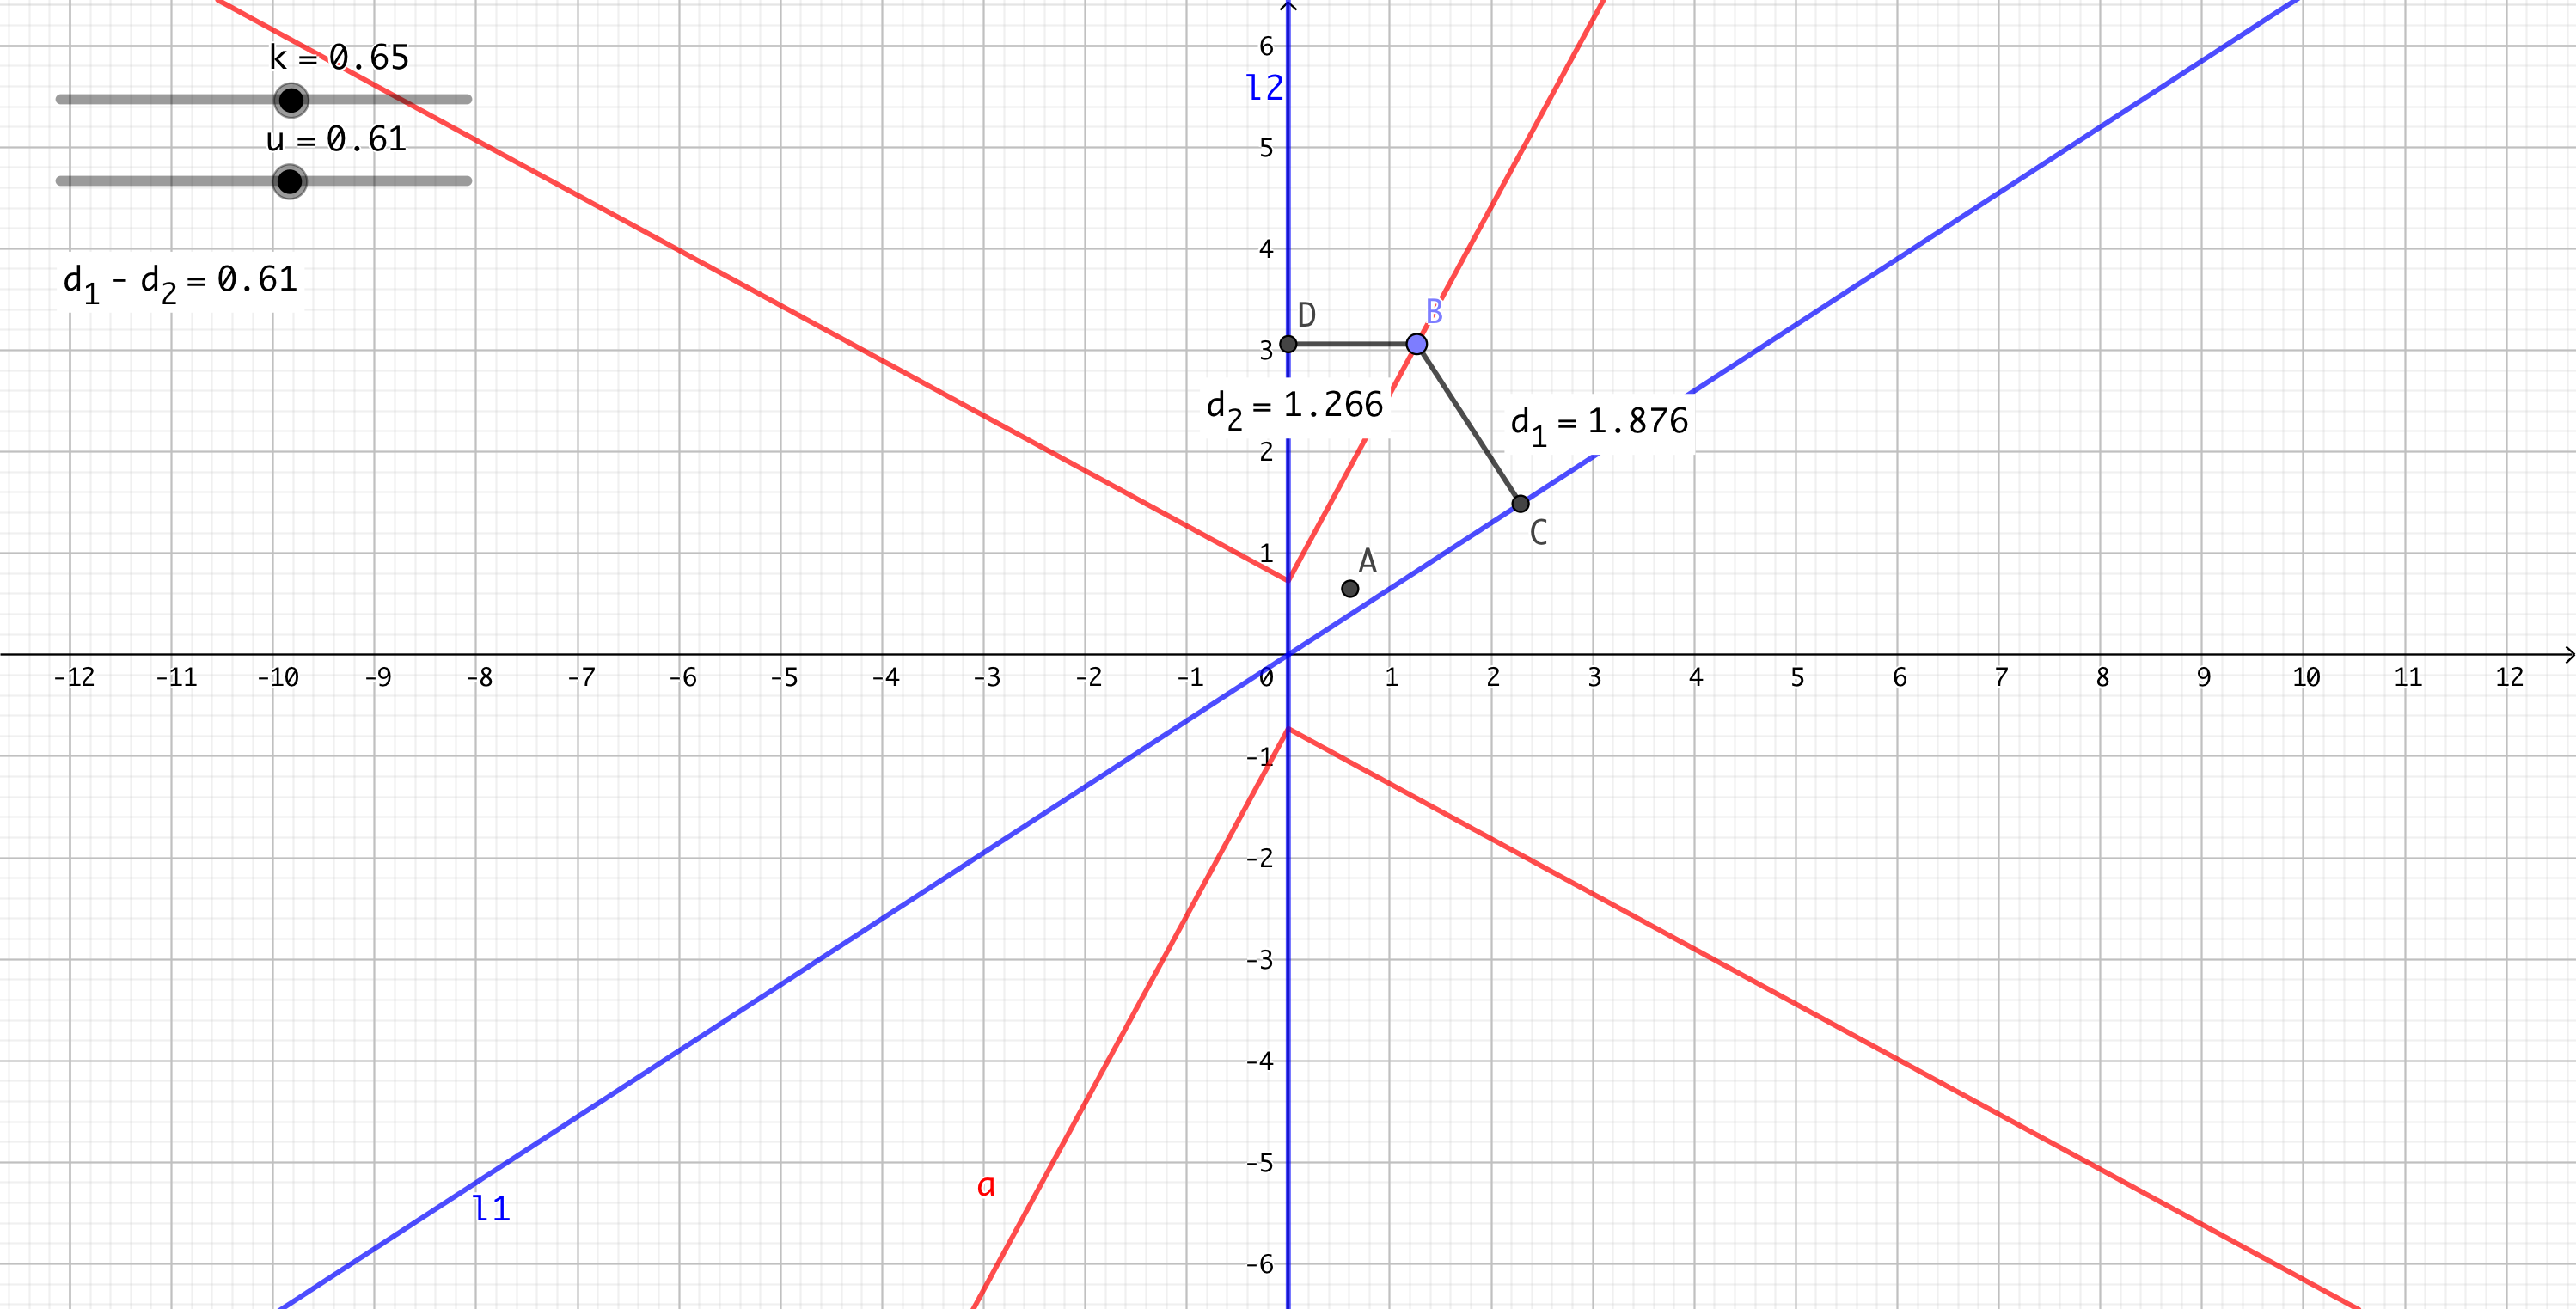 6
k = 0.65
l2
u = 0.61
5
4
d1 - d2 = 0.61
D
B
3
d2 = 1.266
d1 = 1.876
2
C
1
A
-12 -11 -10 -9 -8 -7 -6 -5 -4 -3 -2 -1 0 1 2 3 4 5 6 7 8 9 10 11 12
-1
-2
-3
-4
-5
a
l1
-6